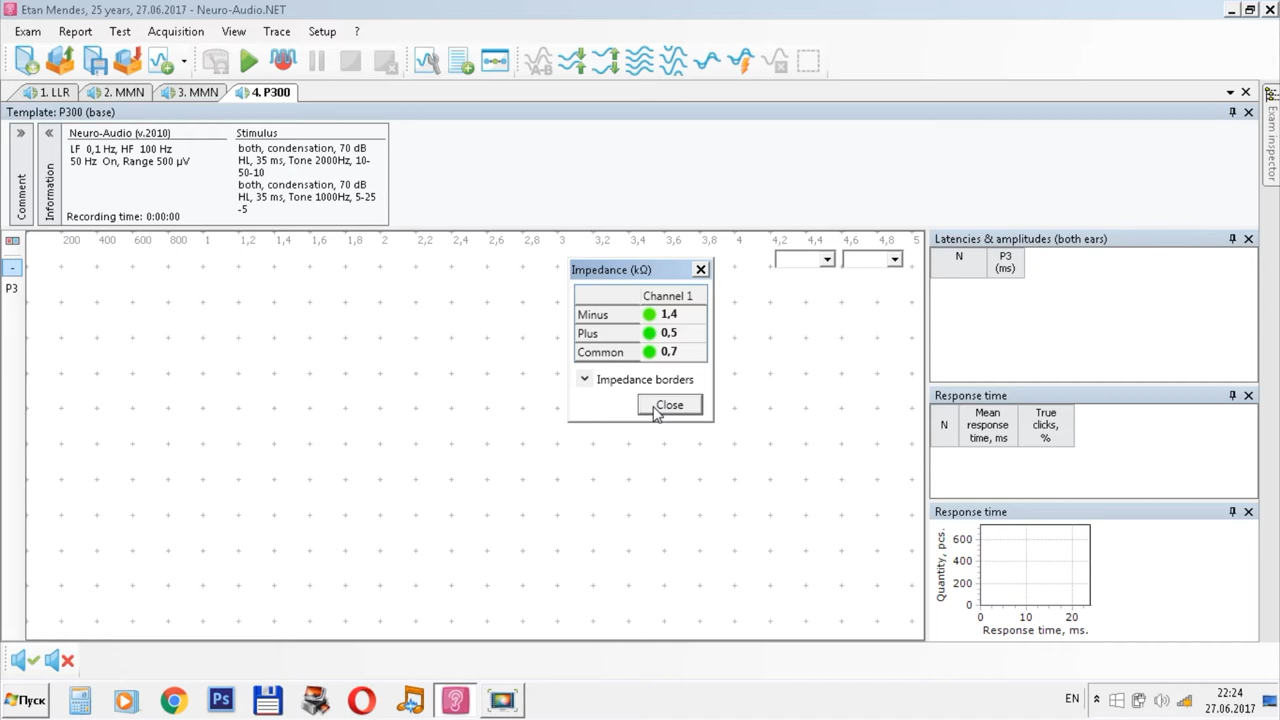 Etan Mendes, 25 years, 27.06.2017 - Neuro-Audio.NET
Exam Report Test Acquisition View Trace Setup ?
A-B
1. LLR 2. MMN 3. MMN 4. P300
Template: P300 (base)
Comment
Information
Neuro-Audio (v.2010)
LF 0,1 Hz, HF 100 Hz
50 Hz On, Range 500 µV
Recording time: 0:00:00
Stimulus
both, condensation, 70 dB
HL, 35 ms, Tone 2000Hz, 10-
50-10
both, condensation, 70 dB
HL, 35 ms, Tone 1000Hz, 5-25
-5
Exam inspector
200 400 600 800 1 1,2 1,4 1,6 1,8 2 2,2 2,4 2,6 2,8 3 3,2 3,4 3,6 3,8 4 4,2 4,4 4,6 4,8 5
-
P3
Impedance (kΩ)
Channel 1
Minus 1,4
Plus 0,5
Common 0,7
Impedance borders
Close
Latencies & amplitudes (both ears)
N P3
(ms)
Response time
N Mean
response
time, ms
True
clicks,
%
Response time
Quantity, pcs.
600
400
200
0
0 10 20
Response time, ms.
Пуск
Ps
EN
22:24
27.06.2017